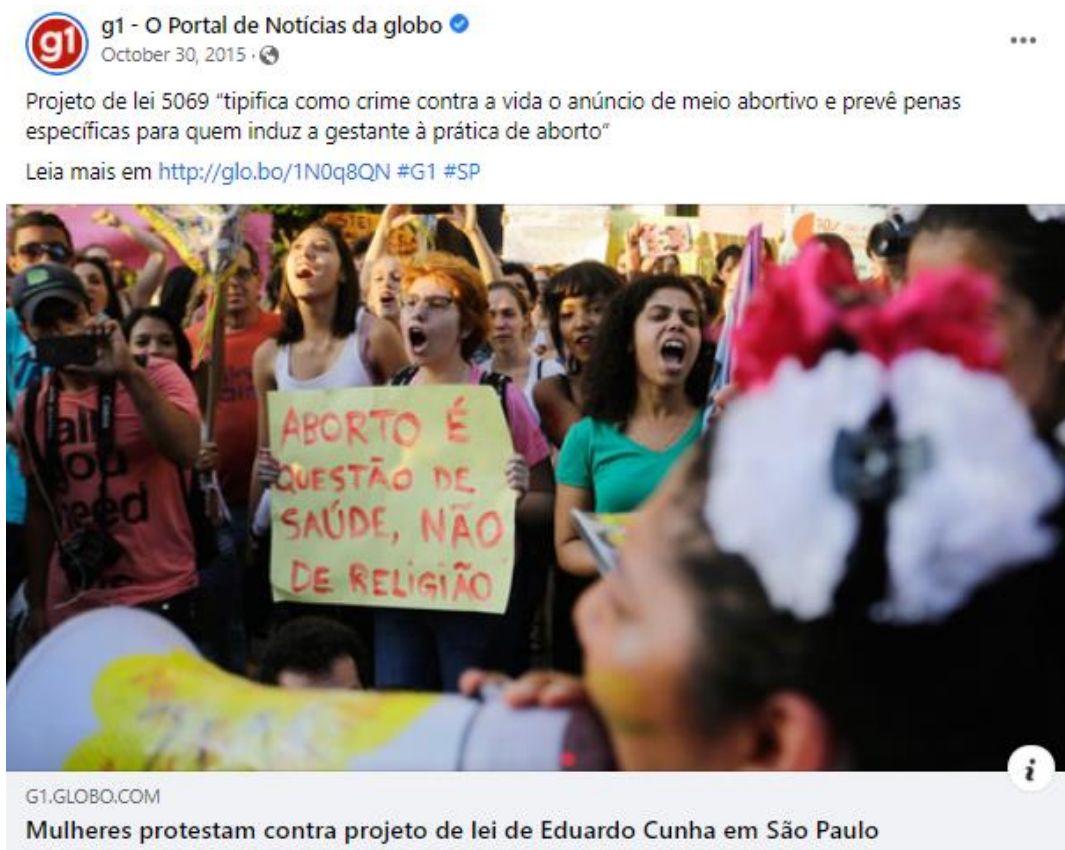 g1 - O Portal de Notícias da globo
October 30, 2015 ·
Projeto de lei 5069 “tipifica como crime contra a vida o anúncio de meio abortivo e prevê penas
específicas para quem induz a gestante à prática de aborto”
Leia mais em http://glo.bo/1N0q8QN #G1 #SP
g1
all
you
need
ABORTO É
QUESTÃO DE
SAÚDE, NÃO
DE RELIGIÃO
i
G1.GLOBO.COM
Mulheres protestam contra projeto de lei de Eduardo Cunha em São Paulo